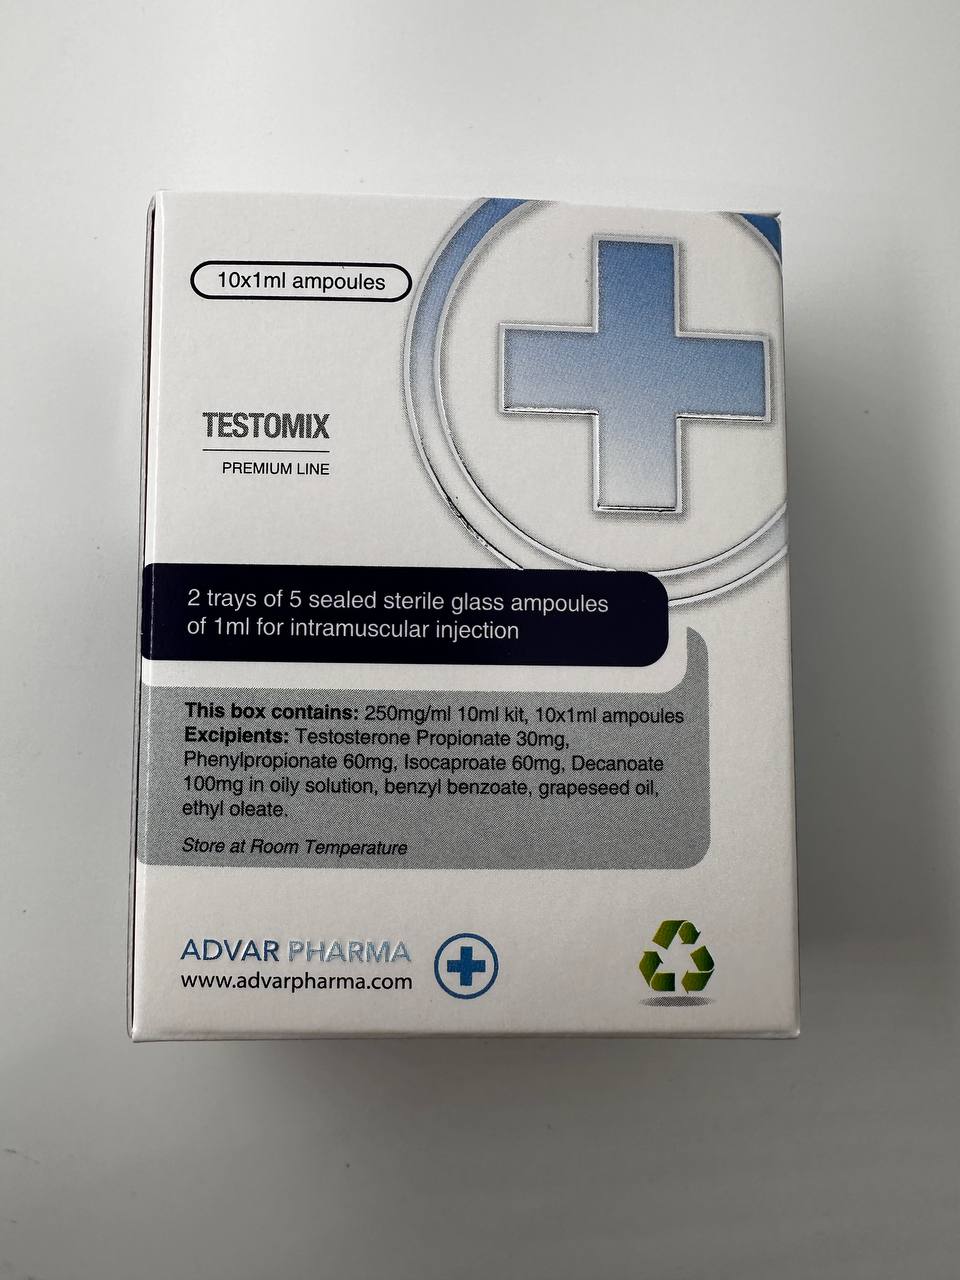 10x1ml ampoules
TESTOMIX
PREMIUM LINE
2 trays of 5 sealed sterile glass ampoules
of 1ml for intramuscular injection
This box contains: 250mg/ml 10ml kit, 10x1ml ampoules
Excipients: Testosterone Propionate 30mg,
Phenylpropionate 60mg, Isocaproate 60mg, Decanoate
100mg in oily solution, benzyl benzoate, grapeseed oil,
ethyl oleate.
Store at Room Temperature
ADVAR PHARMA
www.advarpharma.com